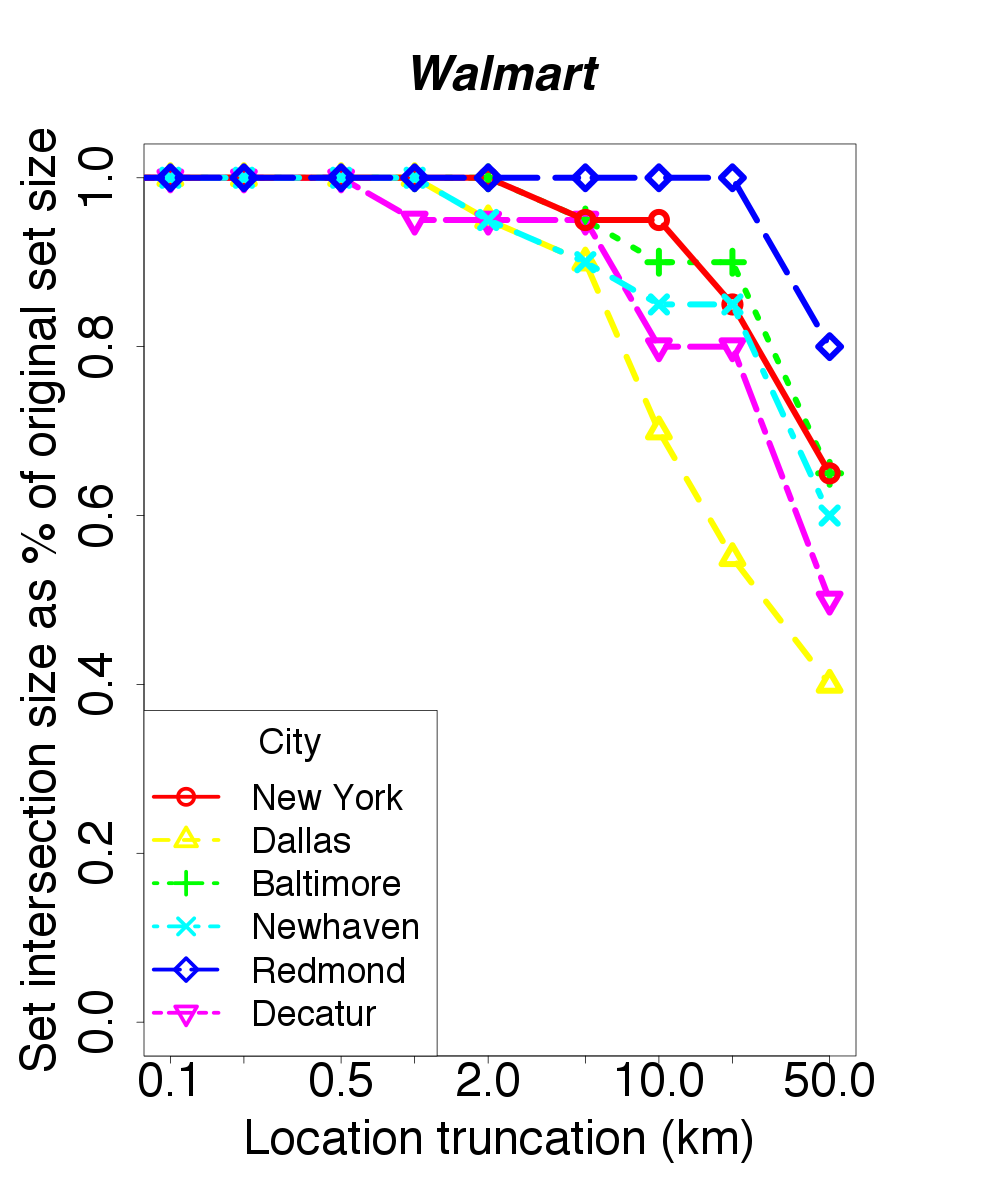 Walmart
Set intersection size as % of original set size
1.0
0.8
0.6
0.4
0.2
0.0
City
New York
Dallas
Baltimore
Newhaven
Redmond
Decatur
0.1 0.5 2.0 10.0 50.0
Location truncation (km)